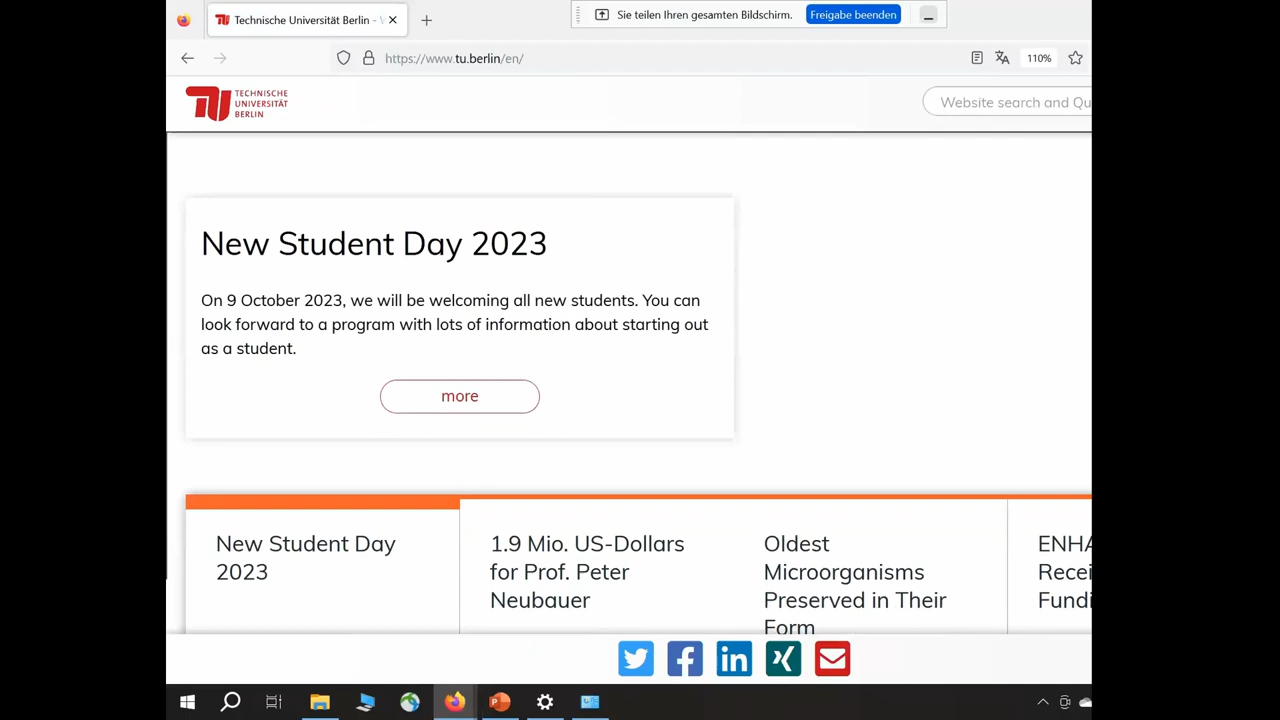 Technische Universität Berlin -
Sie teilen Ihren gesamten Bildschirm.
Freigabe beenden
https://www.tu.berlin/en/
110%
TECHNISCHE
UNIVERSITÄT
BERLIN
Website search and Qu
New Student Day 2023
On 9 October 2023, we will be welcoming all new students. You can
look forward to a program with lots of information about starting out
as a student.
more
New Student Day
2023
1.9 Mio. US-Dollars
for Prof. Peter
Neubauer
Oldest
Microorganisms
Preserved in Their
Form
ENHA
Recei
Fundi